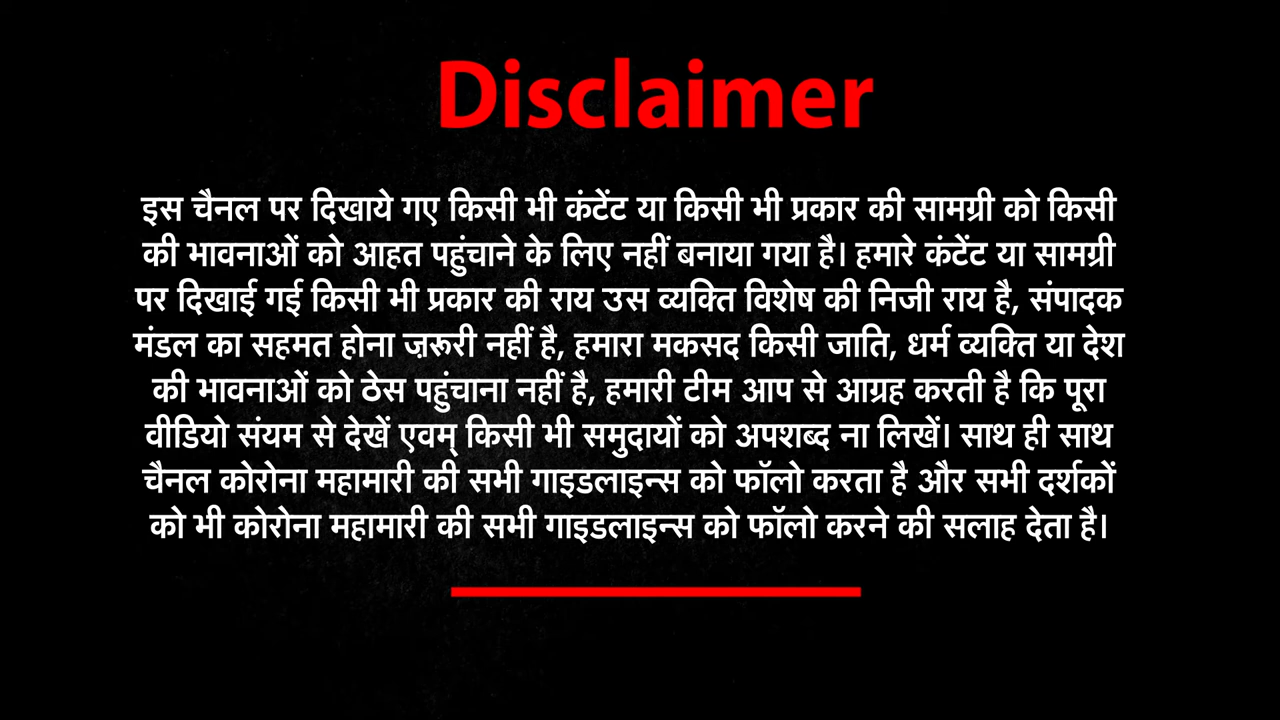 Disclaimer
इस चैनल पर दिखाये गए किसी भी कंटेंट या किसी भी प्रकार की सामग्री को किसी
की भावनाओं को आहत पहुंचाने के लिए नहीं बनाया गया है। हमारे कंटेंट या सामग्री
पर दिखाई गई किसी भी प्रकार की राय उस व्यक्ति विशेष की निजी राय है, संपादक
मंडल का सहमत होना ज़रूरी नहीं है, हमारा मकसद किसी जाति, धर्म व्यक्ति या देश
की भावनाओं को ठेस पहुंचाना नहीं है, हमारी टीम आप से आग्रह करती है कि पूरा
वीडियो संयम से देखें एवम् किसी भी समुदायों को अपशब्द ना लिखें। साथ ही साथ
चैनल कोरोना महामारी की सभी गाइडलाइन्स को फॉलो करता है और सभी दर्शकों
को भी कोरोना महामारी की सभी गाइडलाइन्स को फॉलो करने की सलाह देता है।